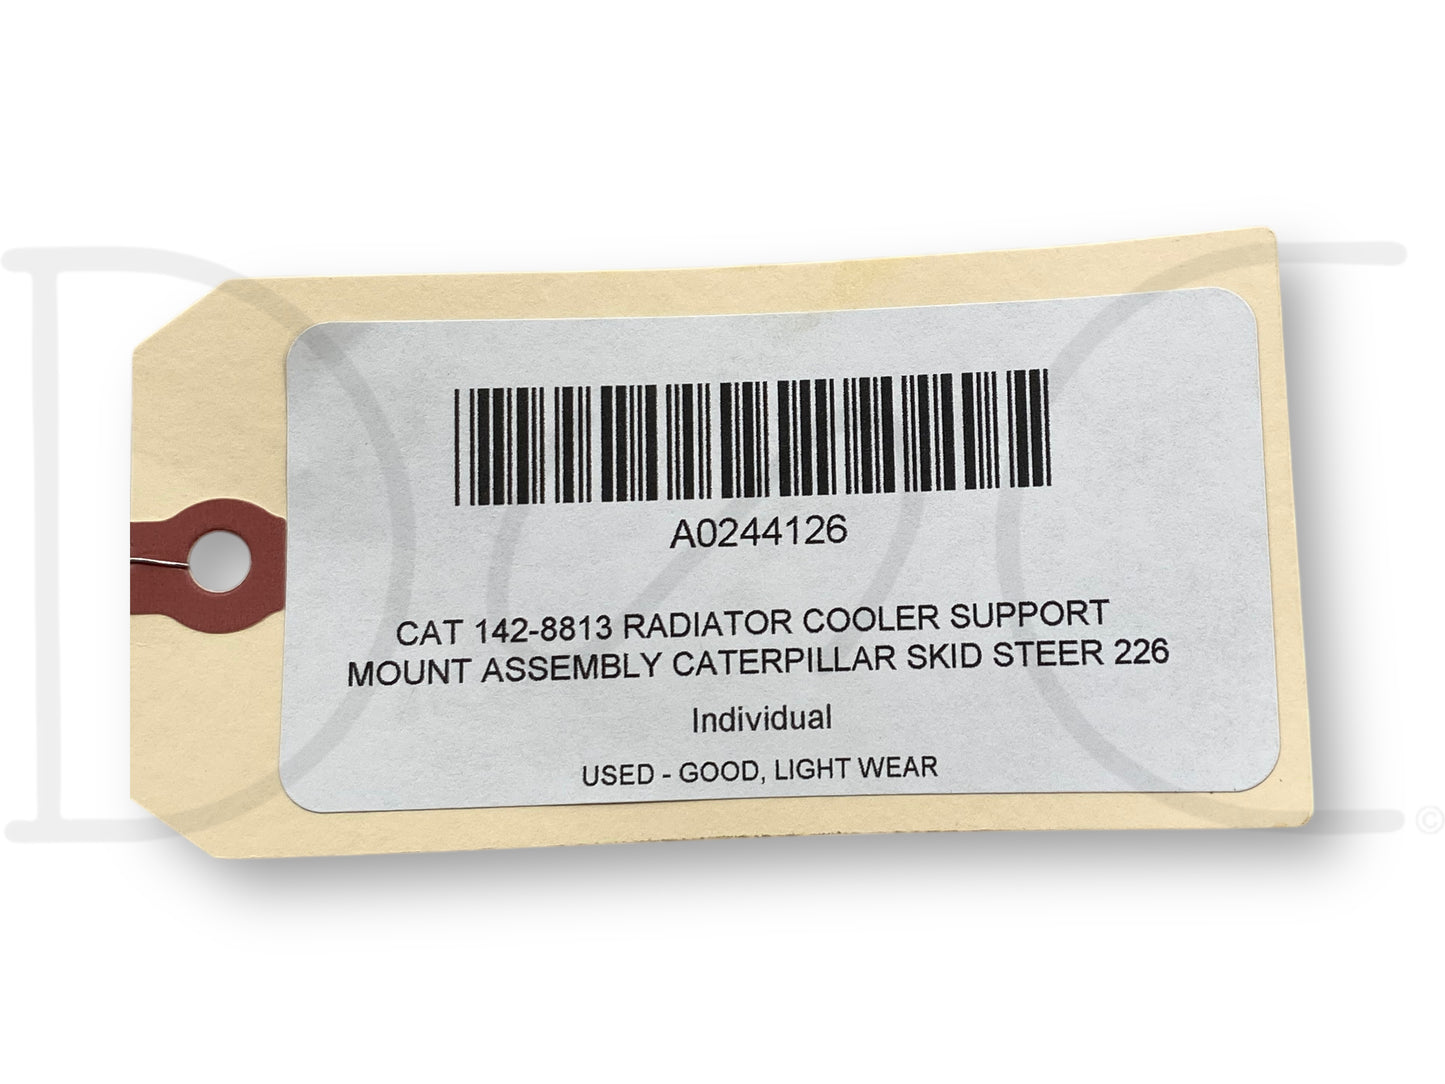 A0244126
CAT 142-8813 RADIATOR COOLER SUPPORT
MOUNT ASSEMBLY CATERPILLAR SKID STEER 226
Individual
USED - GOOD, LIGHT WEAR
©